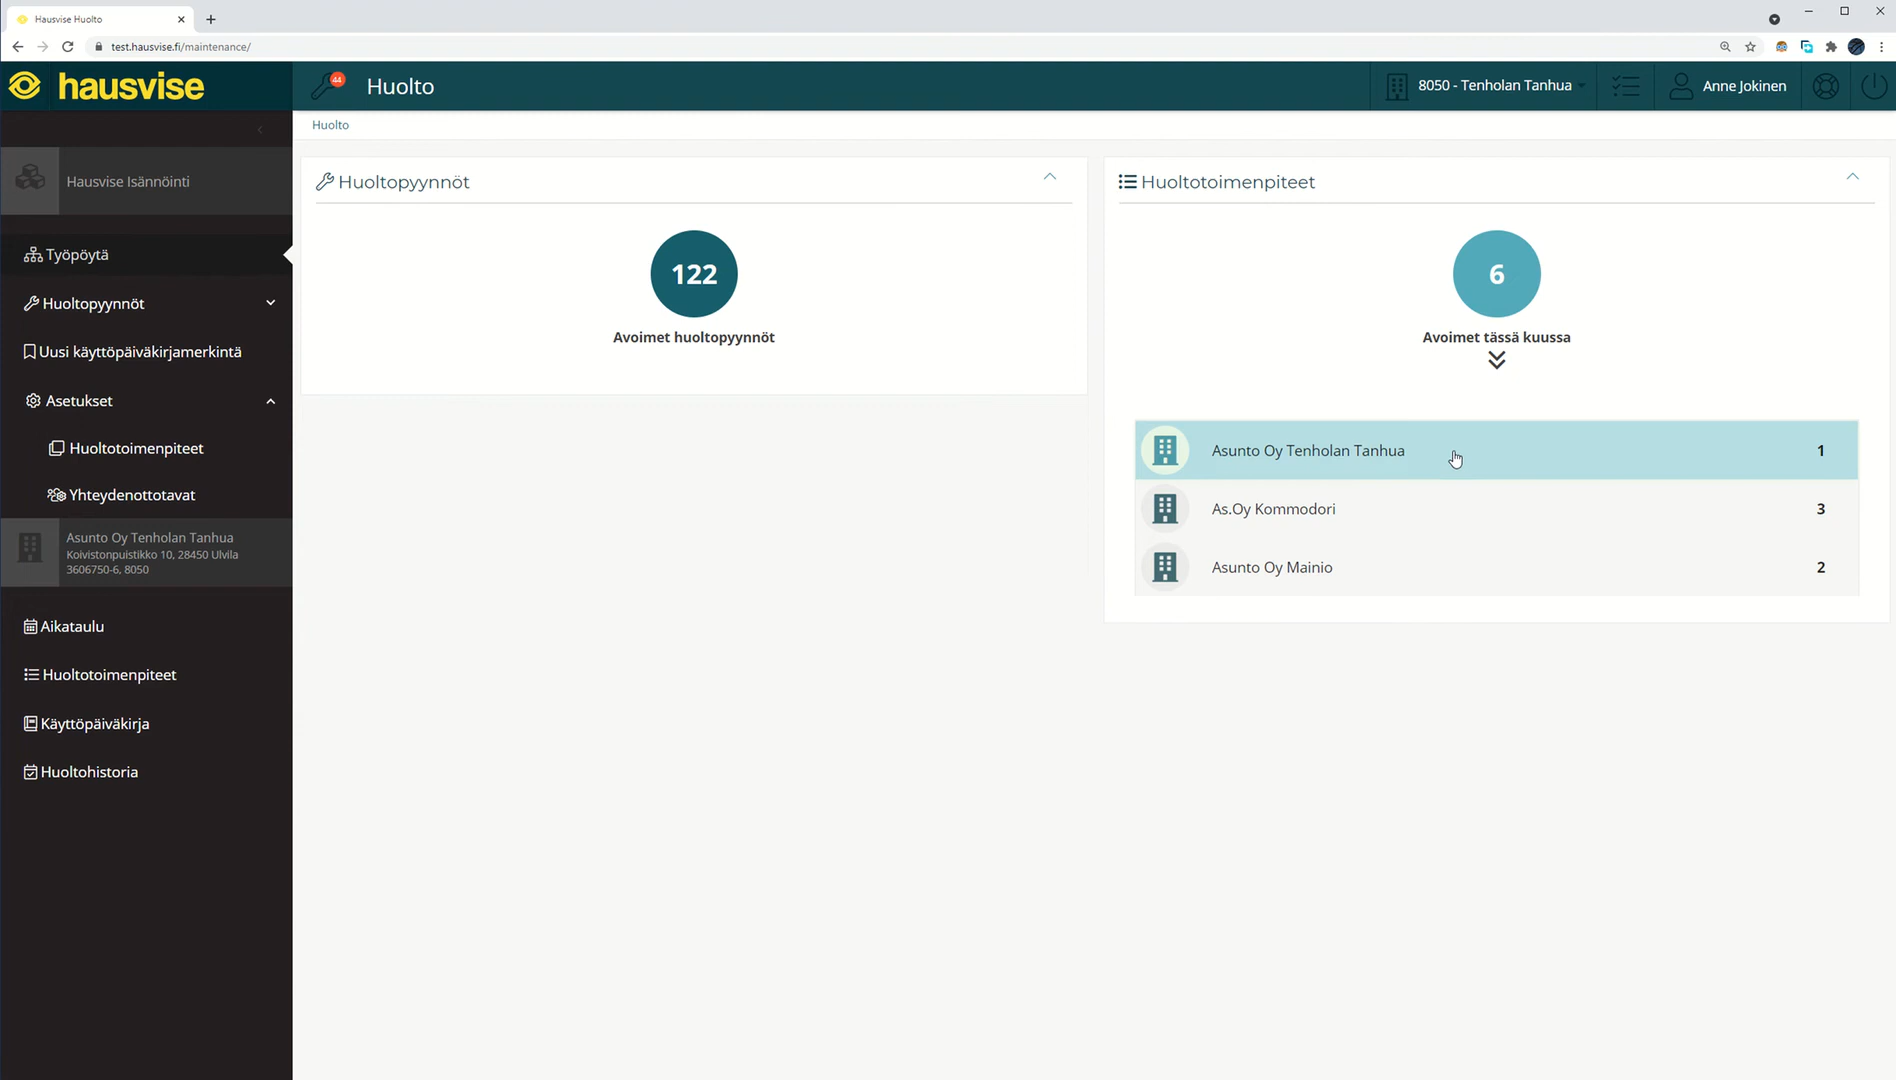 Hausvise Huolto
test.hausvise.fi/maintenance/
hausvise
44
Huolto
8050 - Tenholan Tanhua
Anne Jokinen
Huolto
Hausvise Isännöinti
Työpöytä
Huoltopyynnöt
Uusi käyttöpäiväkirjamerkintä
Asetukset
Huoltotoimenpiteet
Yhteydenottotavat
Asunto Oy Tenholan Tanhua
Koivistonpuistikko 10, 28450 Ulvila
3606750-6, 8050
Aikataulu
Huoltotoimenpiteet
Käyttöpäiväkirja
Huoltohistoria
Huoltopyynnöt
122
Avoimet huoltopyynnöt
Huoltotoimenpiteet
6
Avoimet tässä kuussa
Asunto Oy Tenholan Tanhua 1
As.Oy Kommodori 3
Asunto Oy Mainio 2